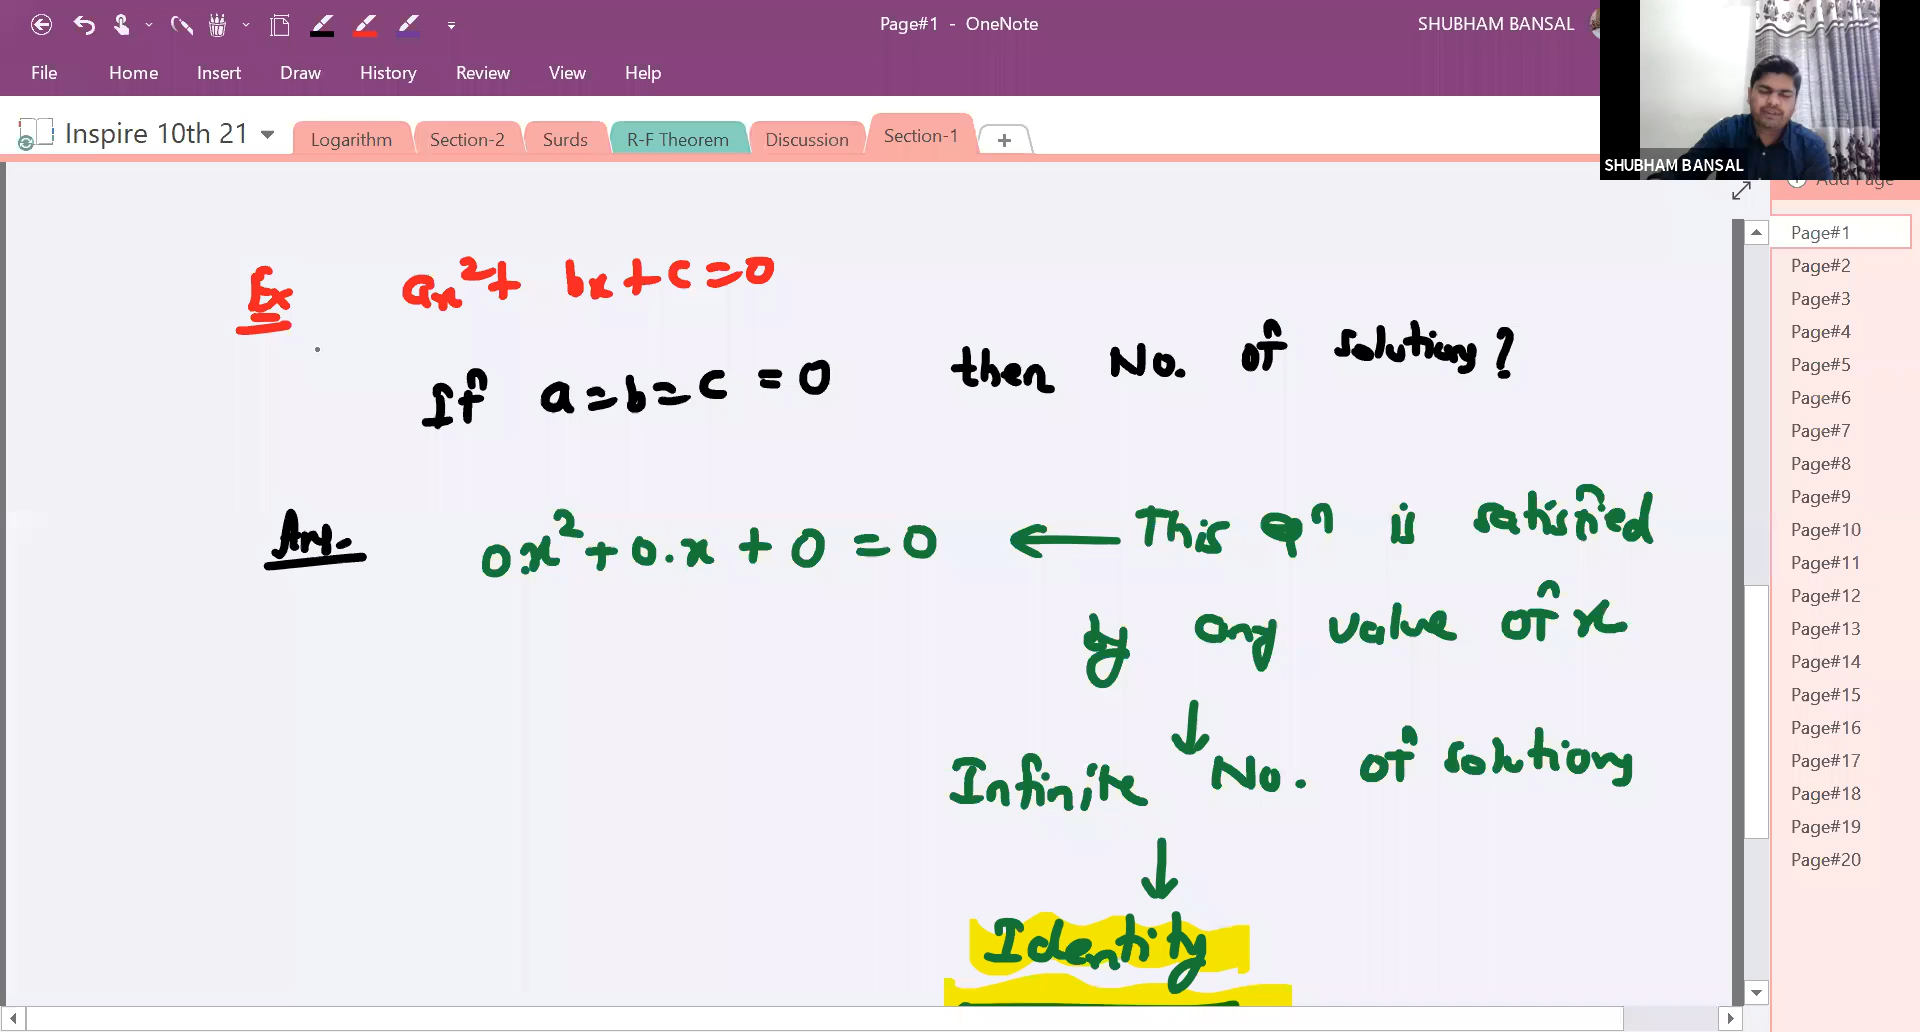 Page#1 - OneNote
SHUBHAM BANSAL
File Home Insert Draw History Review View Help
SHUBHAM BANSAL
Inspire 10th 21
Logarithm Section-2 Surds R-F Theorem Discussion Section-1 +
Add Page
Ex ax²+ bx+c=0
If a=b=c=0 then No. of solutions?
Ans. 0.x²+0.x+0=0 ← This eqⁿ is satisfied
by any value of x
↓
Infinite No. of solutions
↓
Identity
Page#1
Page#2
Page#3
Page#4
Page#5
Page#6
Page#7
Page#8
Page#9
Page#10
Page#11
Page#12
Page#13
Page#14
Page#15
Page#16
Page#17
Page#18
Page#19
Page#20